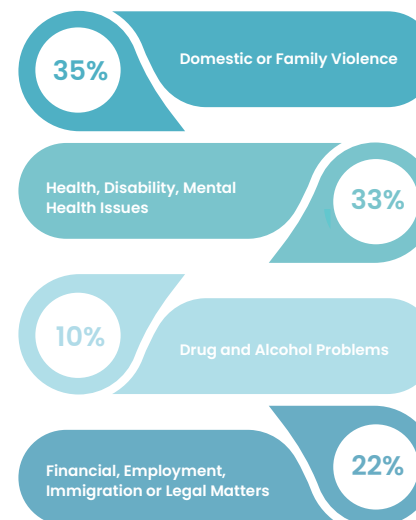 35%
Domestic or Family Violence
Health, Disability, Mental
Health Issues
33%
10%
Drug and Alcohol Problems
Financial, Employment,
Immigration or Legal Matters
22%